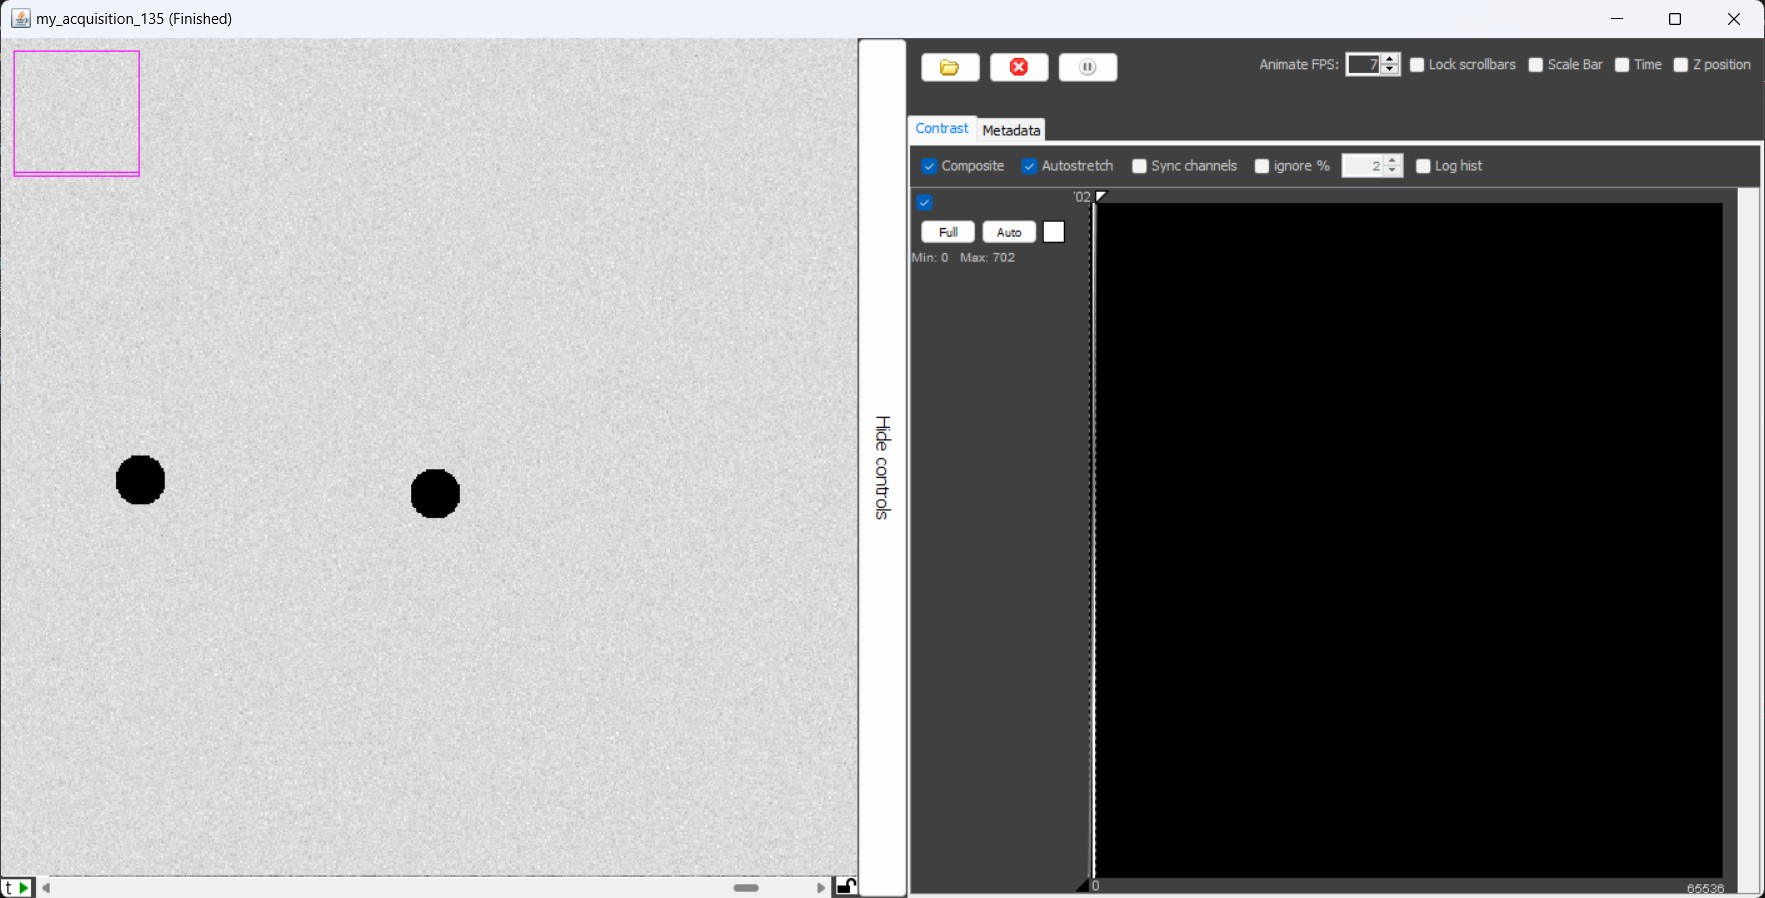 my_acquisition_135 (Finished)
Animate FPS: 7 Lock scrollbars Scale Bar Time Z position
Contrast Metadata
Composite Autostretch Sync channels ignore % 2 Log hist
'02
Full Auto
Min: 0 Max: 702
Hide controls
t
0 65536